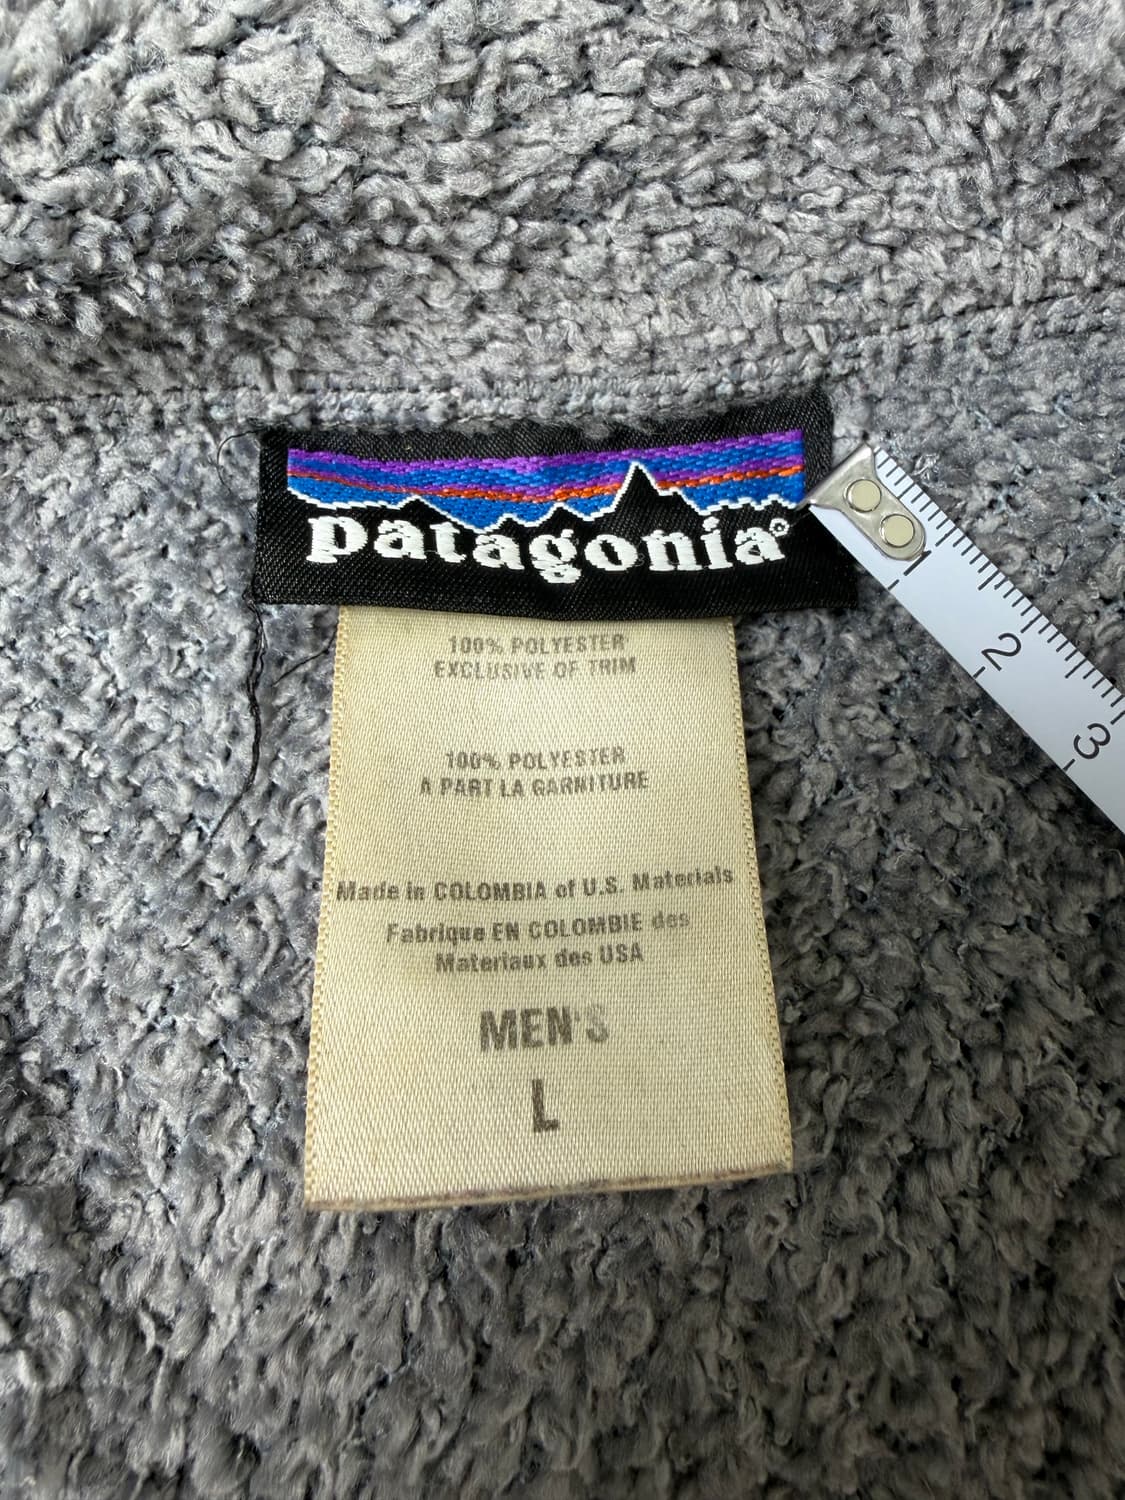 patagonia®
100% POLYESTER
EXCLUSIVE OF TRIM
100% POLYESTER
A PART LA GARNITURE
Made in COLOMBIA of U.S. Materials
Fabrique EN COLOMBIE des
Materiaux des USA
MEN'S
L
1
2
3